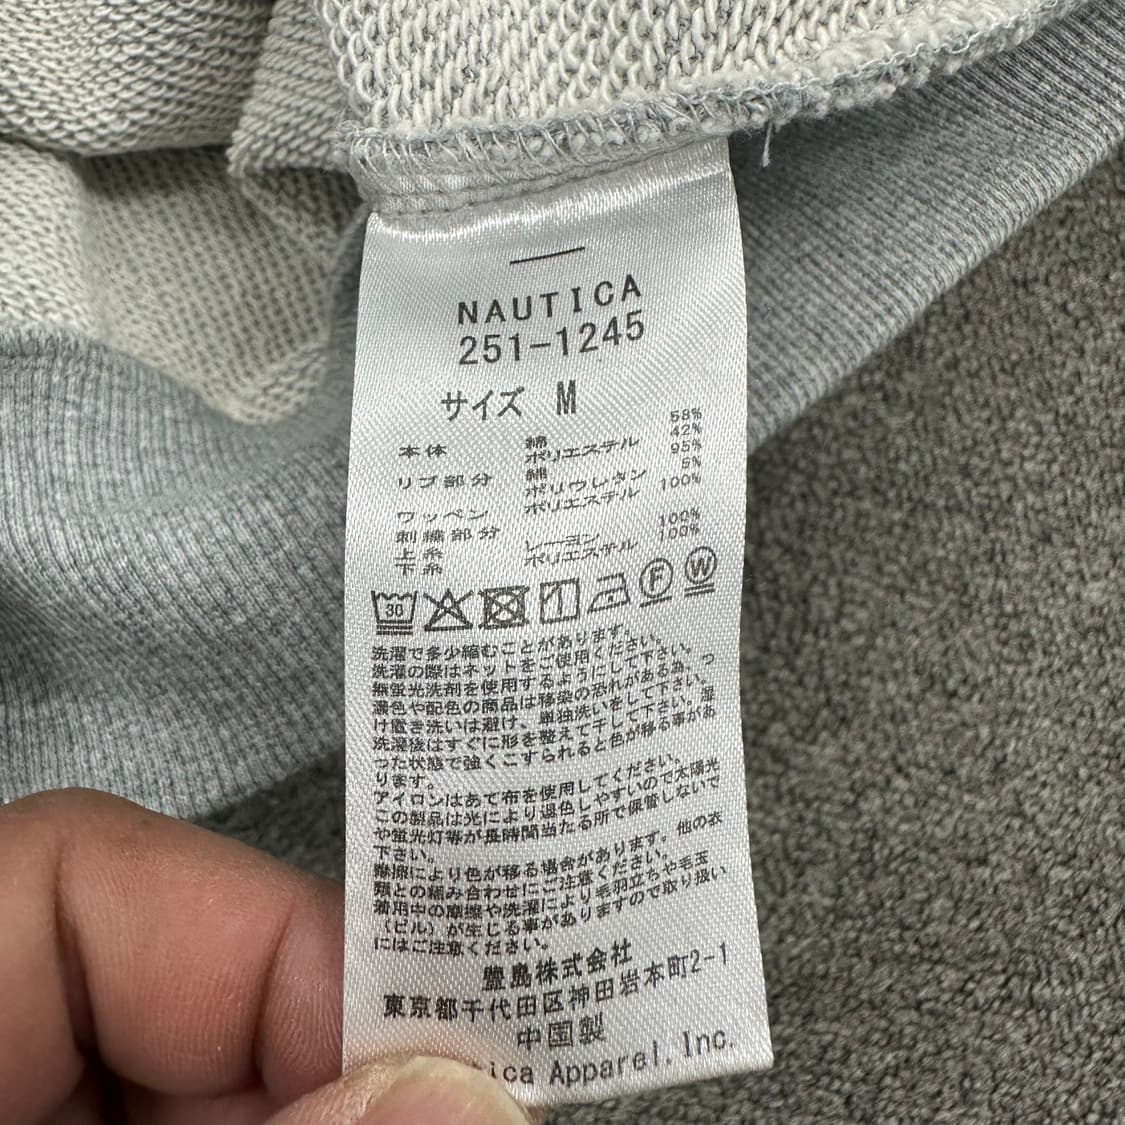 NAUTICA
251-1245
サイズ M
本体 綿 58%
ポリエステル 42%
リブ部分 綿 95%
ポリウレタン 5%
ワッペン ポリエステル 100%
刺繍部分
上糸 レーヨン 100%
下糸 ポリエステル 100%
30 F W
洗濯で多少縮むことがあります。
洗濯の際はネットをご使用ください。
無蛍光洗剤を使用するようにして下さい。
濃色や配色の商品は移染の恐れがある為、つ
け置き洗いは避け、単独洗いをして下さい。
洗濯後はすぐに形を整えて干して下さい。湿
った状態で強くこすられると色が移る事があ
ります。
アイロンはあて布を使用してください。
この製品は光により退色しやすいので太陽光
や蛍光灯等が長時間当たる所で保管しないで
下さい。
摩擦により色が移る場合があります。他の衣
類との組み合わせにご注意ください。
着用中の摩擦や洗濯により毛羽立ちや毛玉
（ピル）が生じる事がありますので取り扱い
にはご注意ください。
豊島株式会社
東京都千代田区神田岩本町2-1
中国製
ica Apparel, Inc.